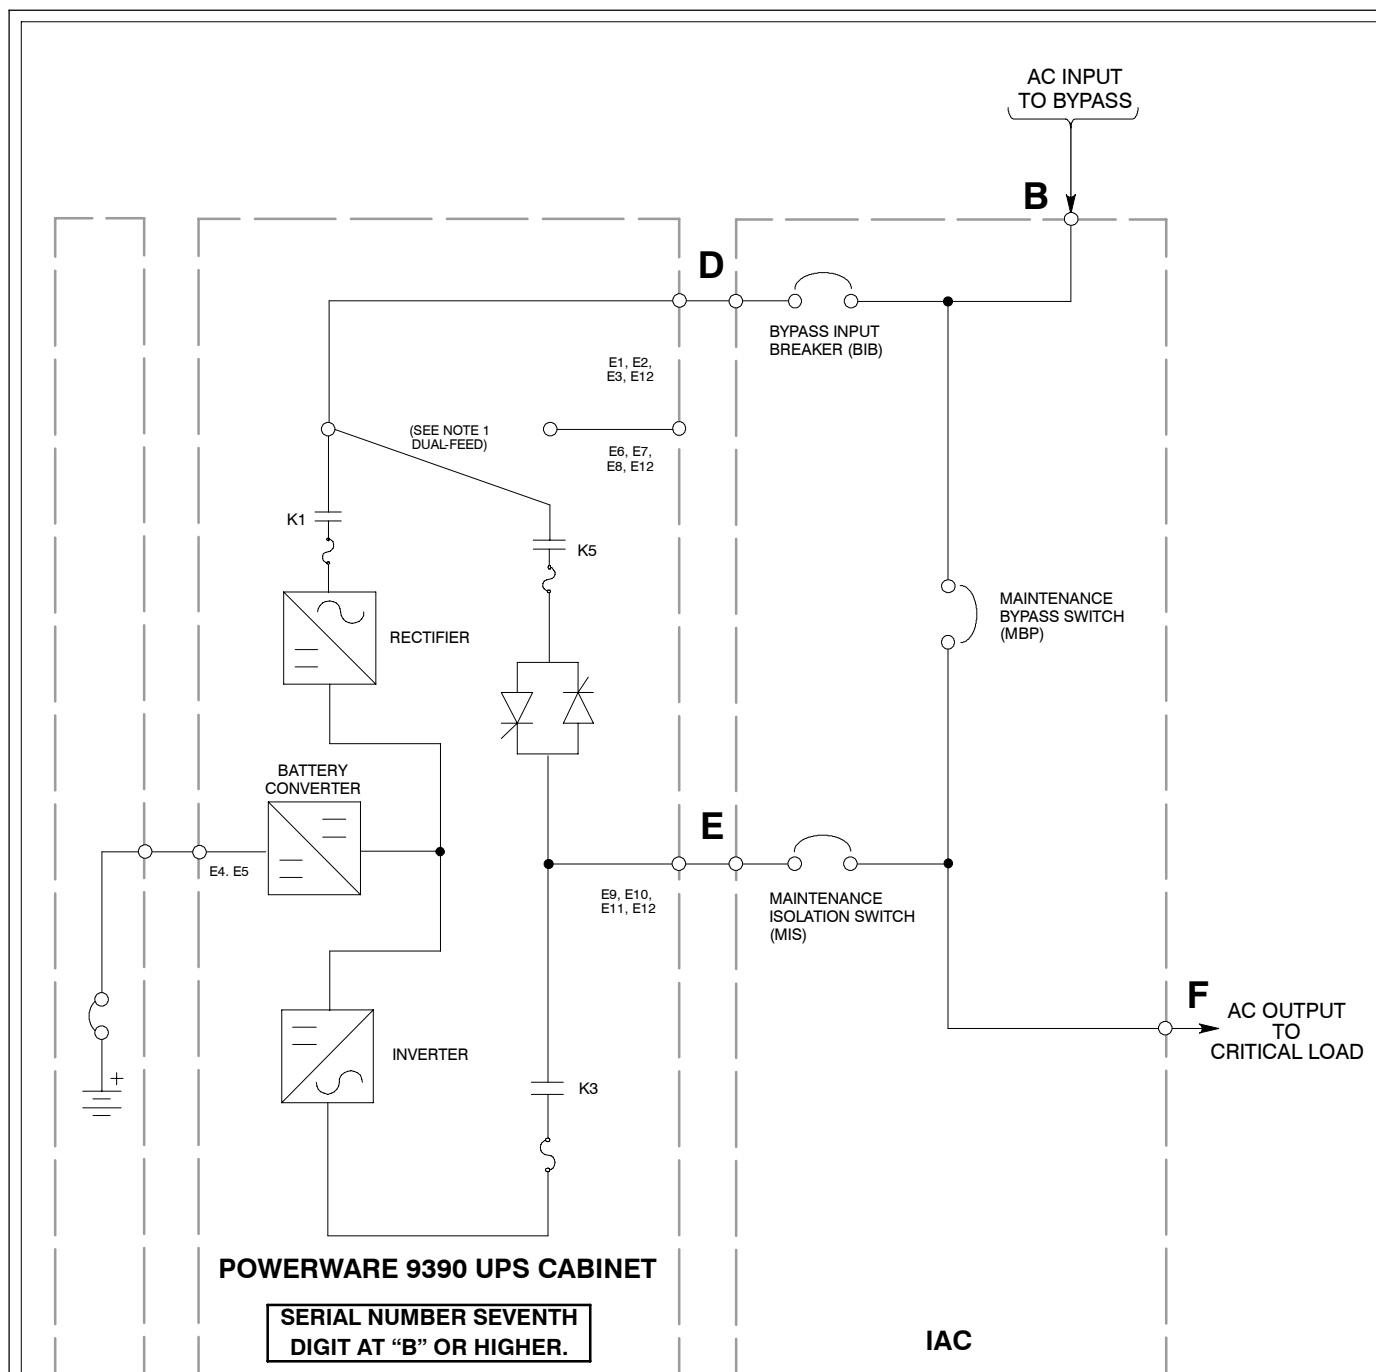 AC INPUT
TO BYPASS
B
D
BYPASS INPUT
BREAKER (BIB)
E1, E2,
E3, E12
(SEE NOTE 1
DUAL-FEED)
E6, E7,
E8, E12
K1
K5
RECTIFIER
MAINTENANCE
BYPASS SWITCH
(MBP)
BATTERY
CONVERTER
E4. E5
E
E9, E10,
E11, E12
MAINTENANCE
ISOLATION SWITCH
(MIS)
F
AC OUTPUT
TO
CRITICAL LOAD
INVERTER
+
K3
POWERWARE 9390 UPS CABINET
SERIAL NUMBER SEVENTH
DIGIT AT “B” OR HIGHER.
IAC